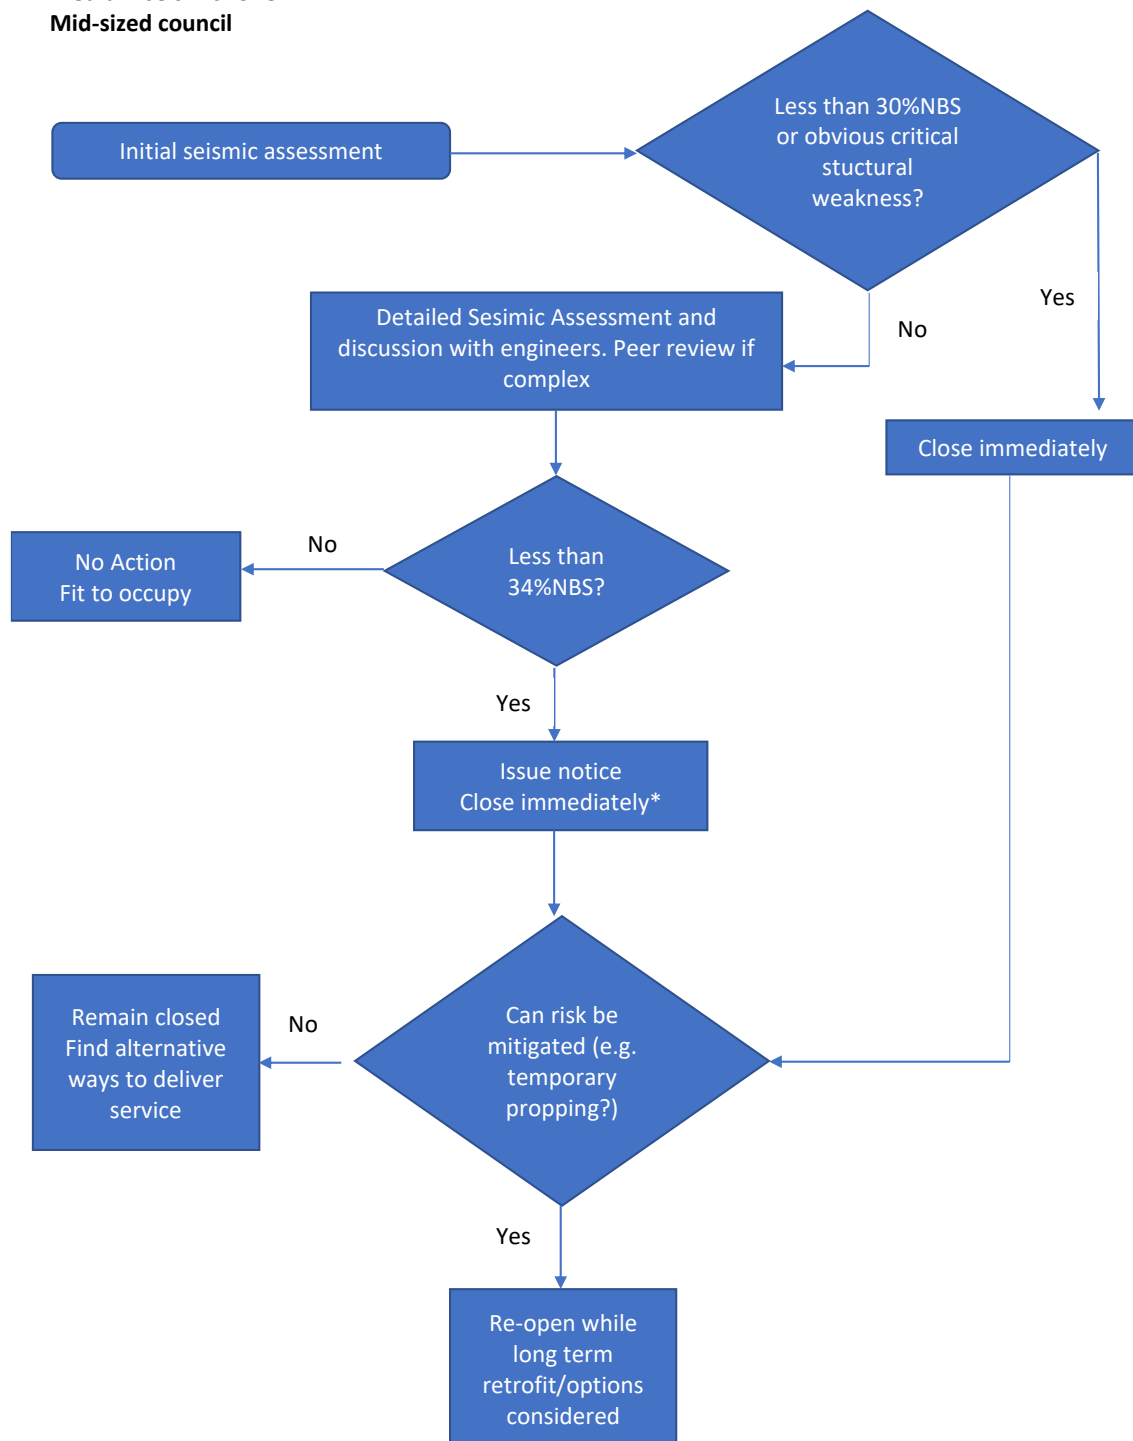 Mid-sized council
Less than 30%NBS
or obvious critical
stuctural
weakness?
Initial seismic assessment
Yes
No
Detailed Sesimic Assessment and
discussion with engineers. Peer review if
complex
Close immediately
No
No Action
Fit to occupy
Less than
34%NBS?
Yes
Issue notice
Close immediately*
Can risk be
mitigated (e.g.
temporary
propping?)
No
Remain closed
Find alternative
ways to deliver
service
Yes
Re-open while
long term
retrofit/options
considered